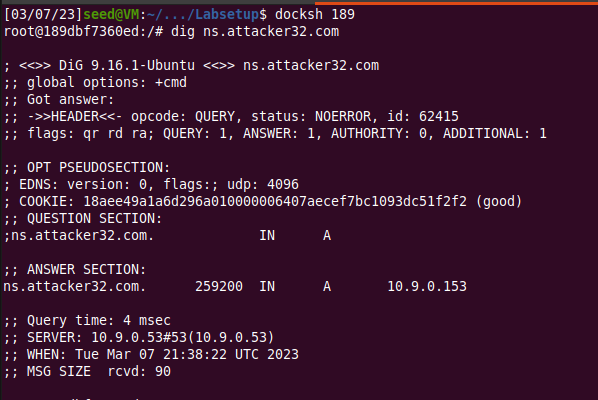 [03/07/23]seed@VM:~/.../Labsetup$ docksh 189
root@189dbf7360ed:/# dig ns.attacker32.com
; <<>> DiG 9.16.1-Ubuntu <<>> ns.attacker32.com
;; global options: +cmd
;; Got answer:
;; ->>HEADER<<- opcode: QUERY, status: NOERROR, id: 62415
;; flags: qr rd ra; QUERY: 1, ANSWER: 1, AUTHORITY: 0, ADDITIONAL: 1
;; OPT PSEUDOSECTION:
; EDNS: version: 0, flags:; udp: 4096
; COOKIE: 18aee49a1a6d296a010000006407aecef7bc1093dc51f2f2 (good)
;; QUESTION SECTION:
;ns.attacker32.com. IN A
;; ANSWER SECTION:
ns.attacker32.com. 259200 IN A 10.9.0.153
;; Query time: 4 msec
;; SERVER: 10.9.0.53#53(10.9.0.53)
;; WHEN: Tue Mar 07 21:38:22 UTC 2023
;; MSG SIZE rcvd: 90